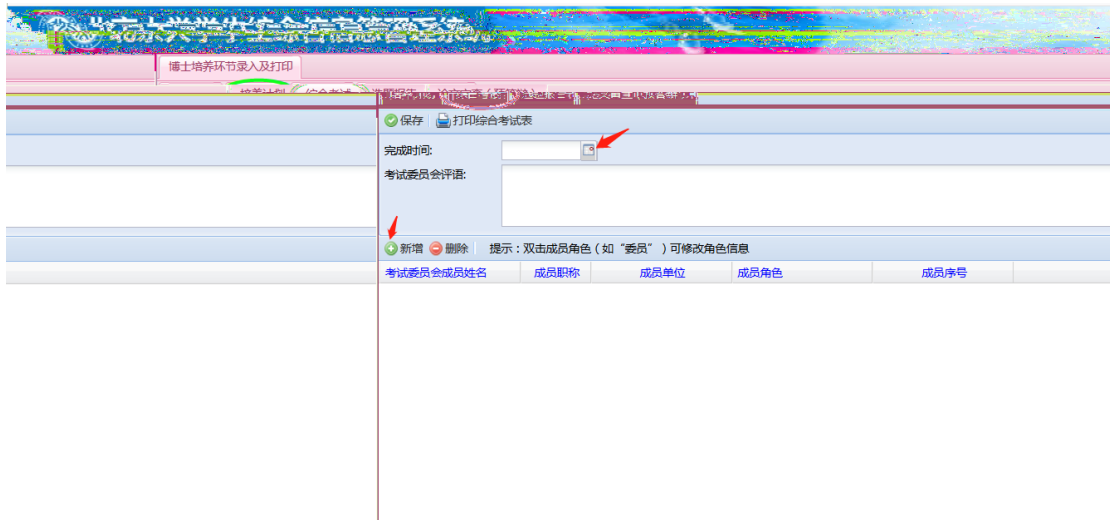 博士培养环节录入及打印
保存 打印综合考试表
完成时间:
考试委员会评语:
新增 删除 提示：双击成员角色（如“委员”）可修改角色信息
考试委员会成员姓名 成员职称 成员单位 成员角色 成员序号